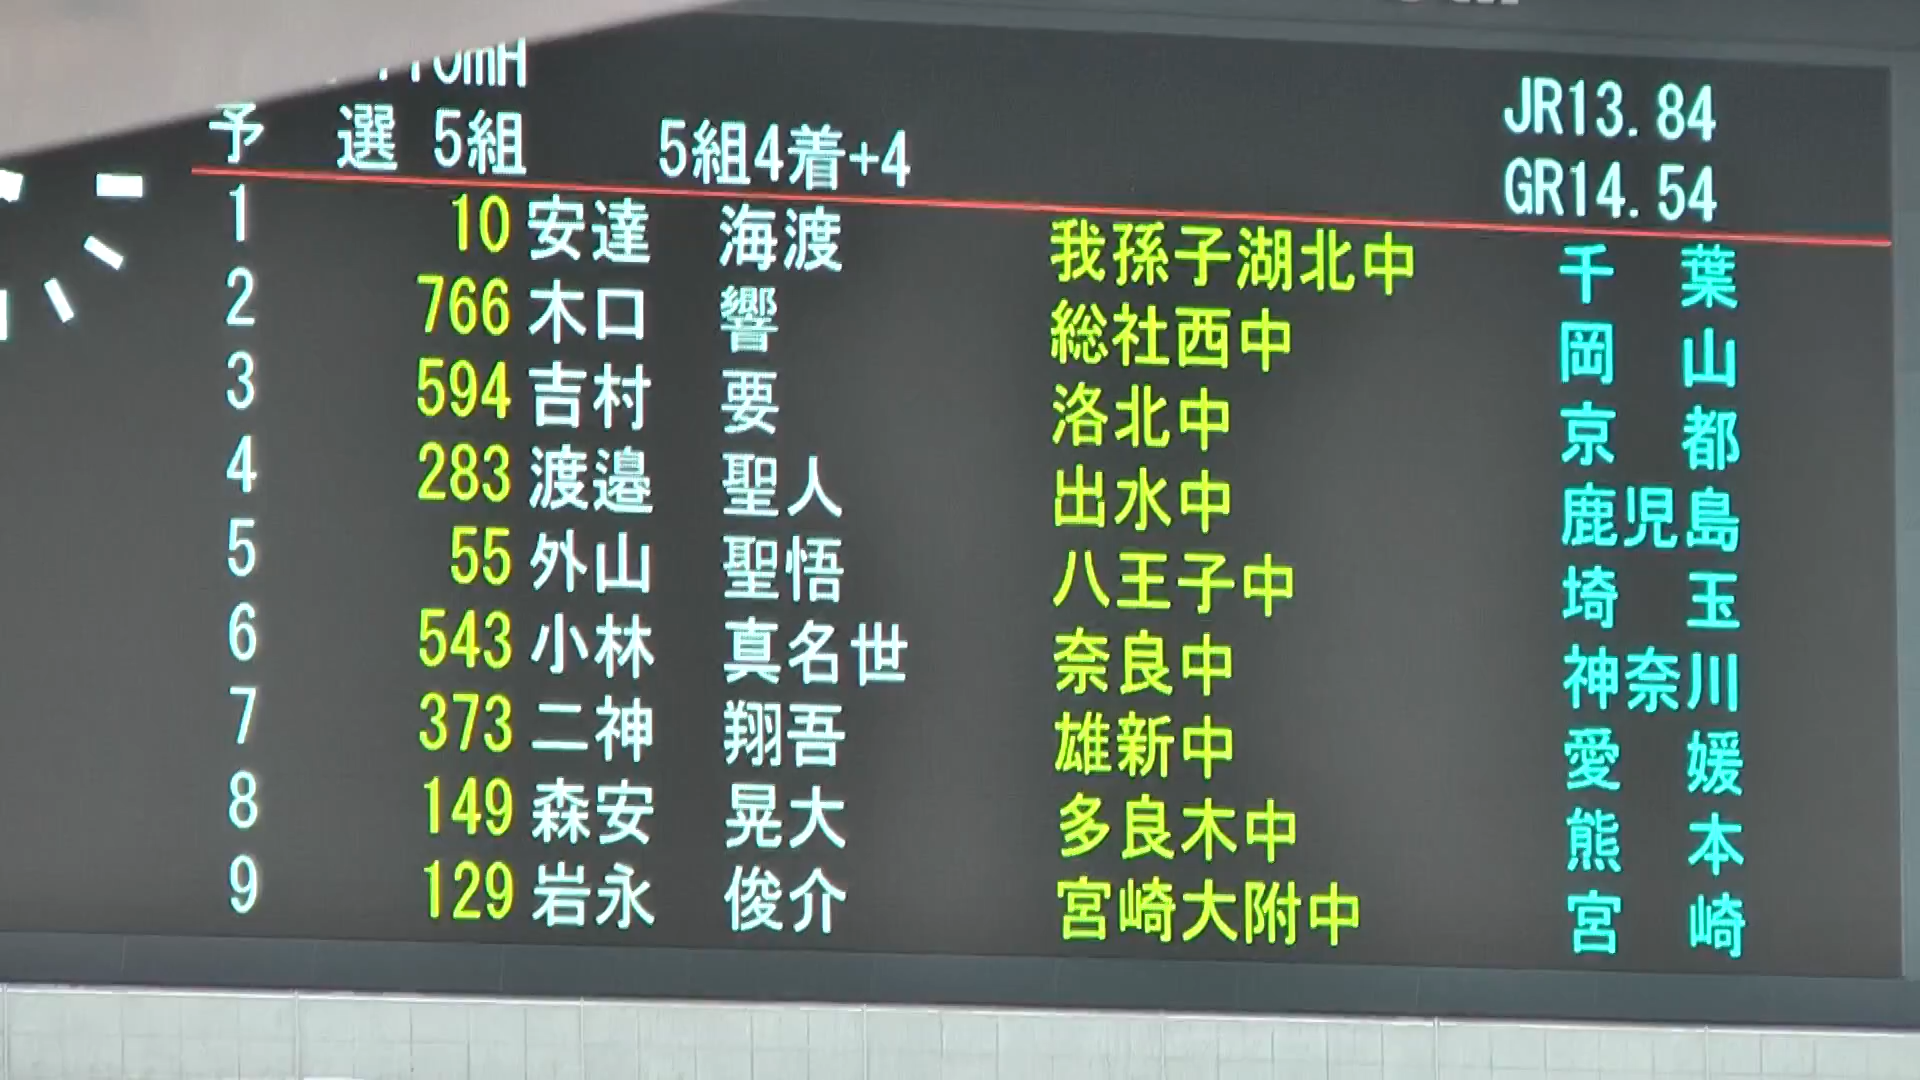 110mH
予 選 5組 5組4着+4 JR13.84
GR14.54
1 10 安達 海渡 我孫子湖北中 千 葉
2 766 木口 響 総社西中 岡 山
3 594 吉村 要 洛北中 京 都
4 283 渡邉 聖人 出水中 鹿児島
5 55 外山 聖悟 八王子中 埼 玉
6 543 小林 真名世 奈良中 神奈川
7 373 二神 翔吾 雄新中 愛 媛
8 149 森安 晃大 多良木中 熊 本
9 129 岩永 俊介 宮崎大附中 宮 崎